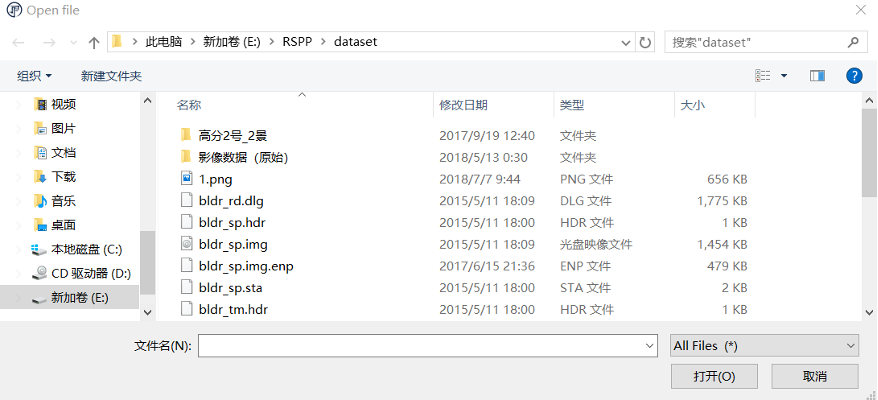 Open file
此电脑 > 新加卷 (E:) > RSPP > dataset
搜索"dataset"
组织 新建文件夹
视频
图片
文档
下载
音乐
桌面
本地磁盘 (C:)
CD 驱动器 (D:)
新加卷 (E:)
名称 修改日期 类型 大小
高分2号_2景 2017/9/19 12:40 文件夹
影像数据（原始） 2018/5/13 0:30 文件夹
1.png 2018/7/7 9:44 PNG 文件 656 KB
bldr_rd.dlg 2015/5/11 18:09 DLG 文件 1,775 KB
bldr_sp.hdr 2015/5/11 18:00 HDR 文件 1 KB
bldr_sp.img 2015/5/11 18:09 光盘映像文件 1,454 KB
bldr_sp.img.enp 2017/6/15 21:36 ENP 文件 479 KB
bldr_sp.sta 2015/5/11 18:00 STA 文件 2 KB
bldr_tm.hdr 2015/5/11 18:00 HDR 文件 1 KB
文件名(N): All Files (*)
打开(O) 取消